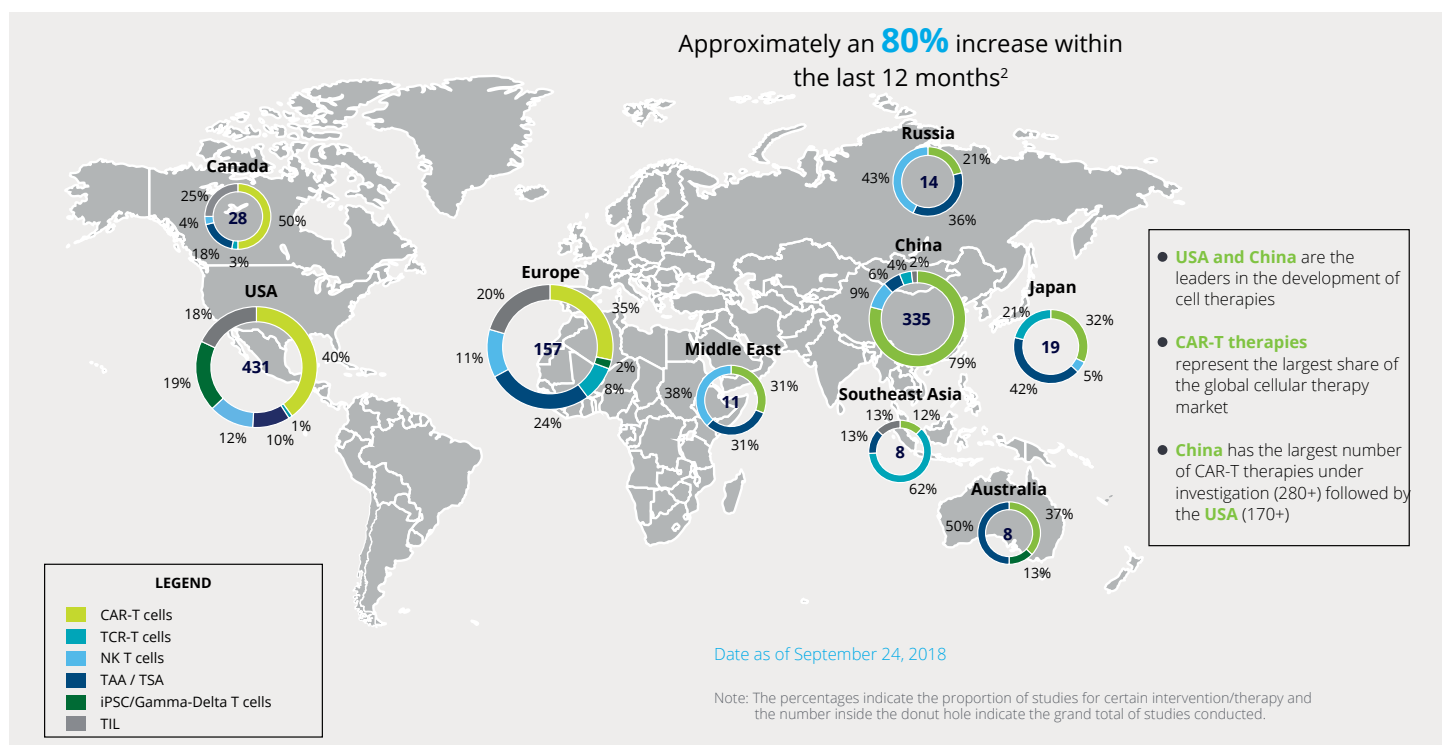 Approximately an 80% increase within
the last 12 months2
Canada
25%
4%
18%
3%
50%
28
USA
18%
19%
12%
10%
1%
40%
431
Europe
20%
11%
24%
8%
2%
35%
157
Middle East
38%
31%
31%
11
Russia
43%
21%
36%
14
China
9%
6%
4%
2%
79%
335
Japan
21%
32%
42%
5%
19
Southeast Asia
13%
12%
13%
62%
8
Australia
50%
37%
13%
8
● USA and China are the
leaders in the development of
cell therapies
● CAR-T therapies
represent the largest share of
the global cellular therapy
market
● China has the largest number
of CAR-T therapies under
investigation (280+) followed by
the USA (170+)
LEGEND
CAR-T cells
TCR-T cells
NK T cells
TAA / TSA
iPSC/Gamma-Delta T cells
TIL
Date as of September 24, 2018
Note: The percentages indicate the proportion of studies for certain intervention/therapy and
the number inside the donut hole indicate the grand total of studies conducted.